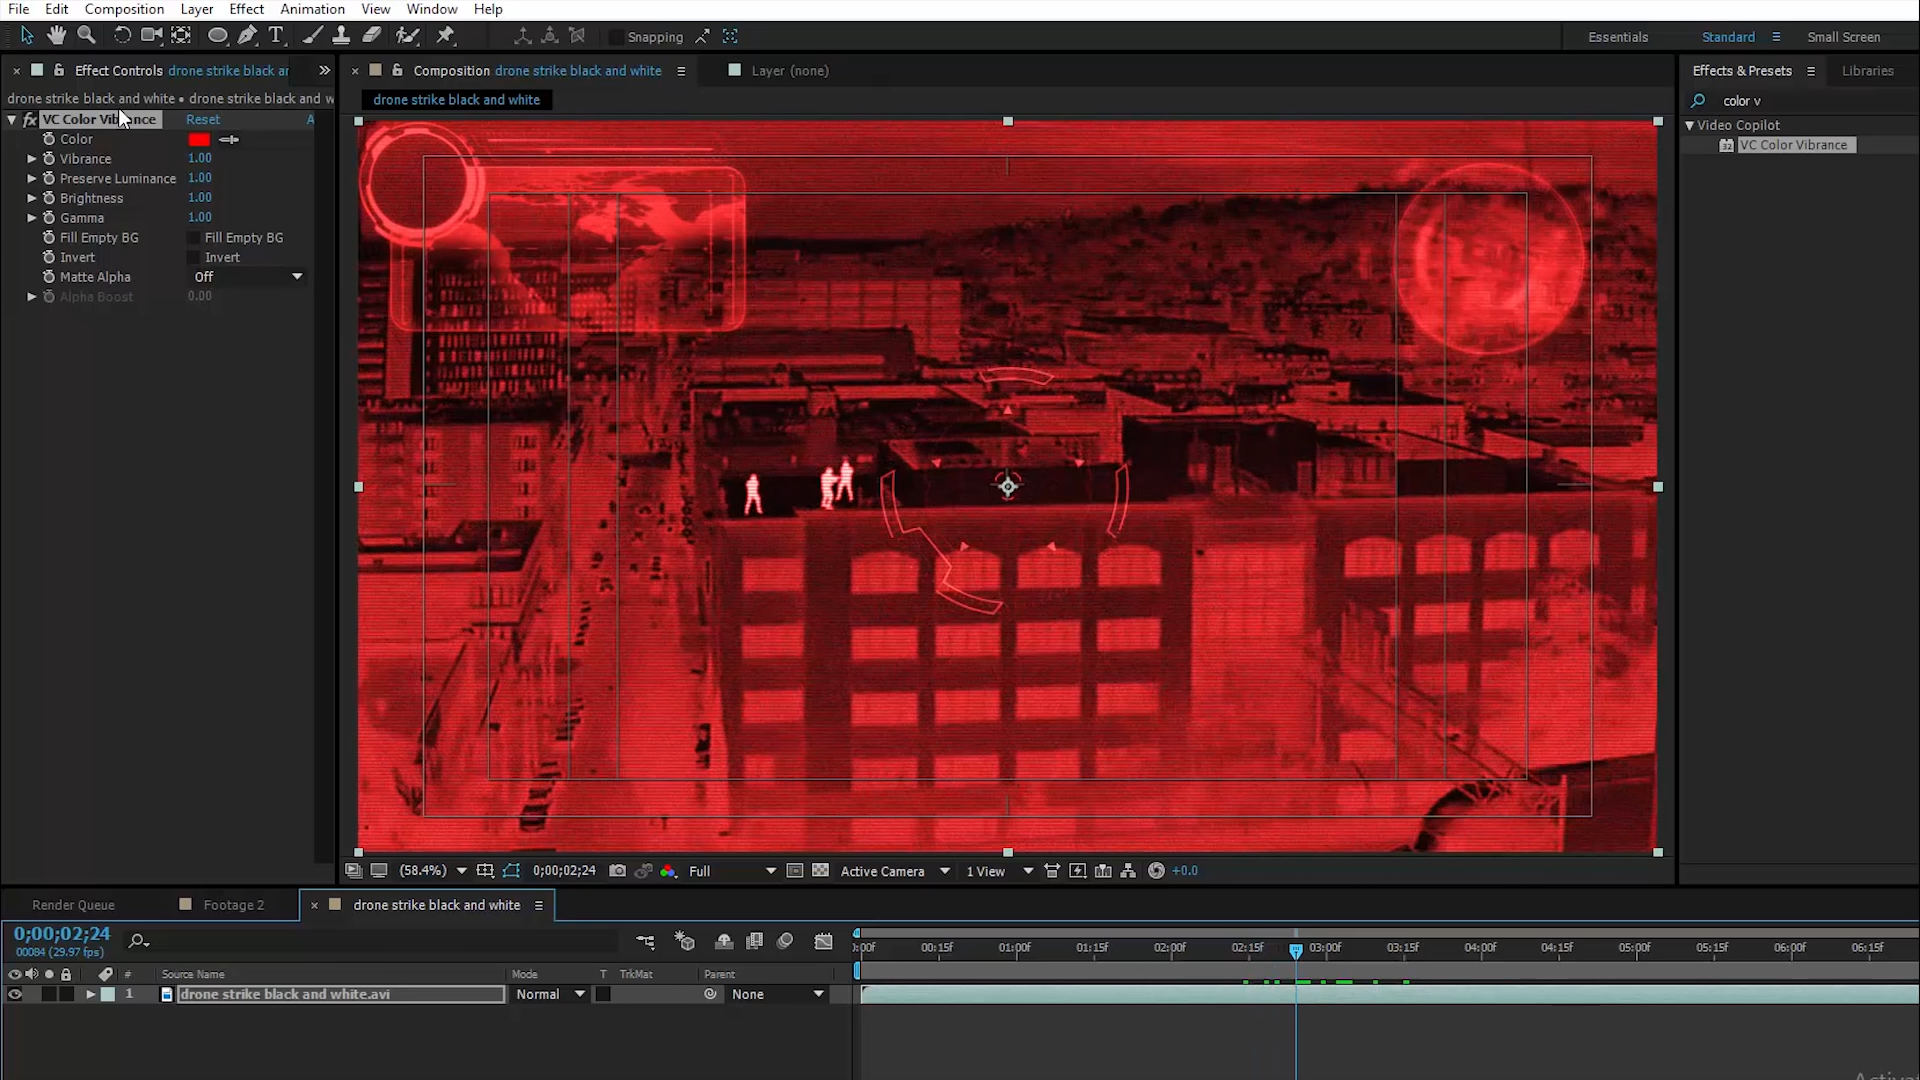 File Edit Composition Layer Effect Animation View Window Help
Snapping Essentials Standard Small Screen
Effect Controls drone strike black ar
Composition drone strike black and white
Layer (none)
Effects & Presets
Libraries
drone strike black and white • drone strike black and w
drone strike black and white
color v
VC Color Vibrance Reset A
Video Copilot
VC Color Vibrance
Color
Vibrance 1.00
Preserve Luminance 1.00
Brightness 1.00
Gamma 1.00
Fill Empty BG Fill Empty BG
Invert Invert
Matte Alpha Off
Alpha Boost 0.00
(58.4%) 0;00;02;24 Full Active Camera 1 View +0.0
Render Queue Footage 2 drone strike black and white
0;00;02;24
00084 (29.97 fps)
:00f 00:15f 01:00f 01:15f 02:00f 02:15f 03:00f 03:15f 04:00f 04:15f 05:00f 05:15f 06:00f 06:15f
# Source Name Mode T TrkMat Parent
1 drone strike black and white.avi Normal None